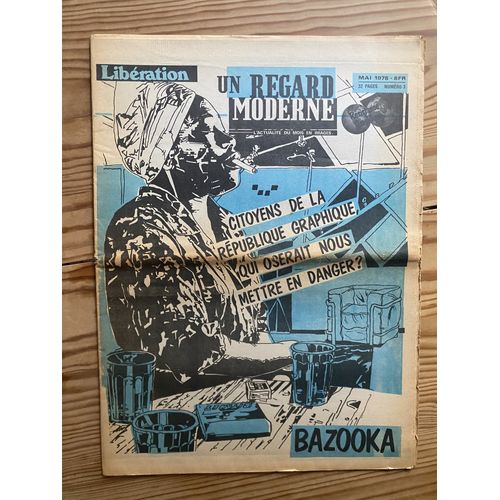 Libération
UN REGARD
MODERNE
L'ACTUALITÉ DU MOIS EN IMAGES
MAI 1978 - 8FR
32 PAGES NUMÉRO 3
CITOYENS DE LA
RÉPUBLIQUE GRAPHIQUE,
QUI OSERAIT NOUS
METTRE EN DANGER?
BAZOOKA